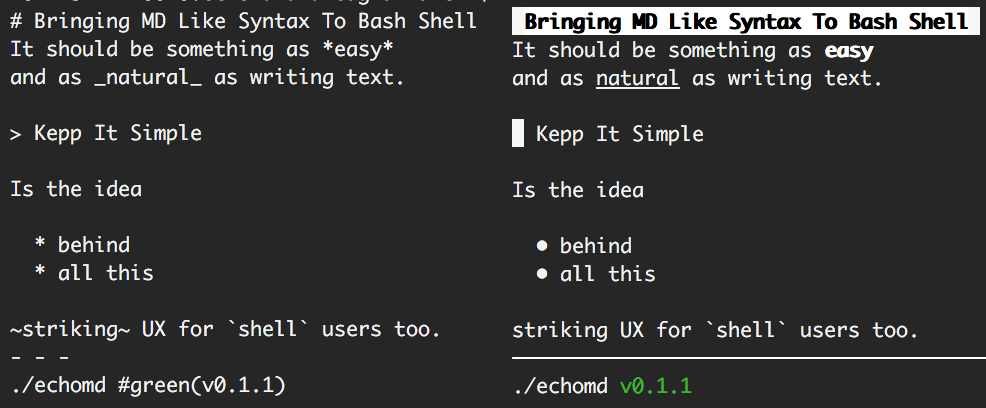 # Bringing MD Like Syntax To Bash Shell
It should be something as *easy*
and as _natural_ as writing text.
> Kepp It Simple
Is the idea
* behind
* all this
~striking~ UX for `shell` users too.
- - -
./echomd #green(v0.1.1)
Bringing MD Like Syntax To Bash Shell
It should be something as easy
and as natural as writing text.
Kepp It Simple
Is the idea
● behind
● all this
striking UX for `shell` users too.
./echomd v0.1.1